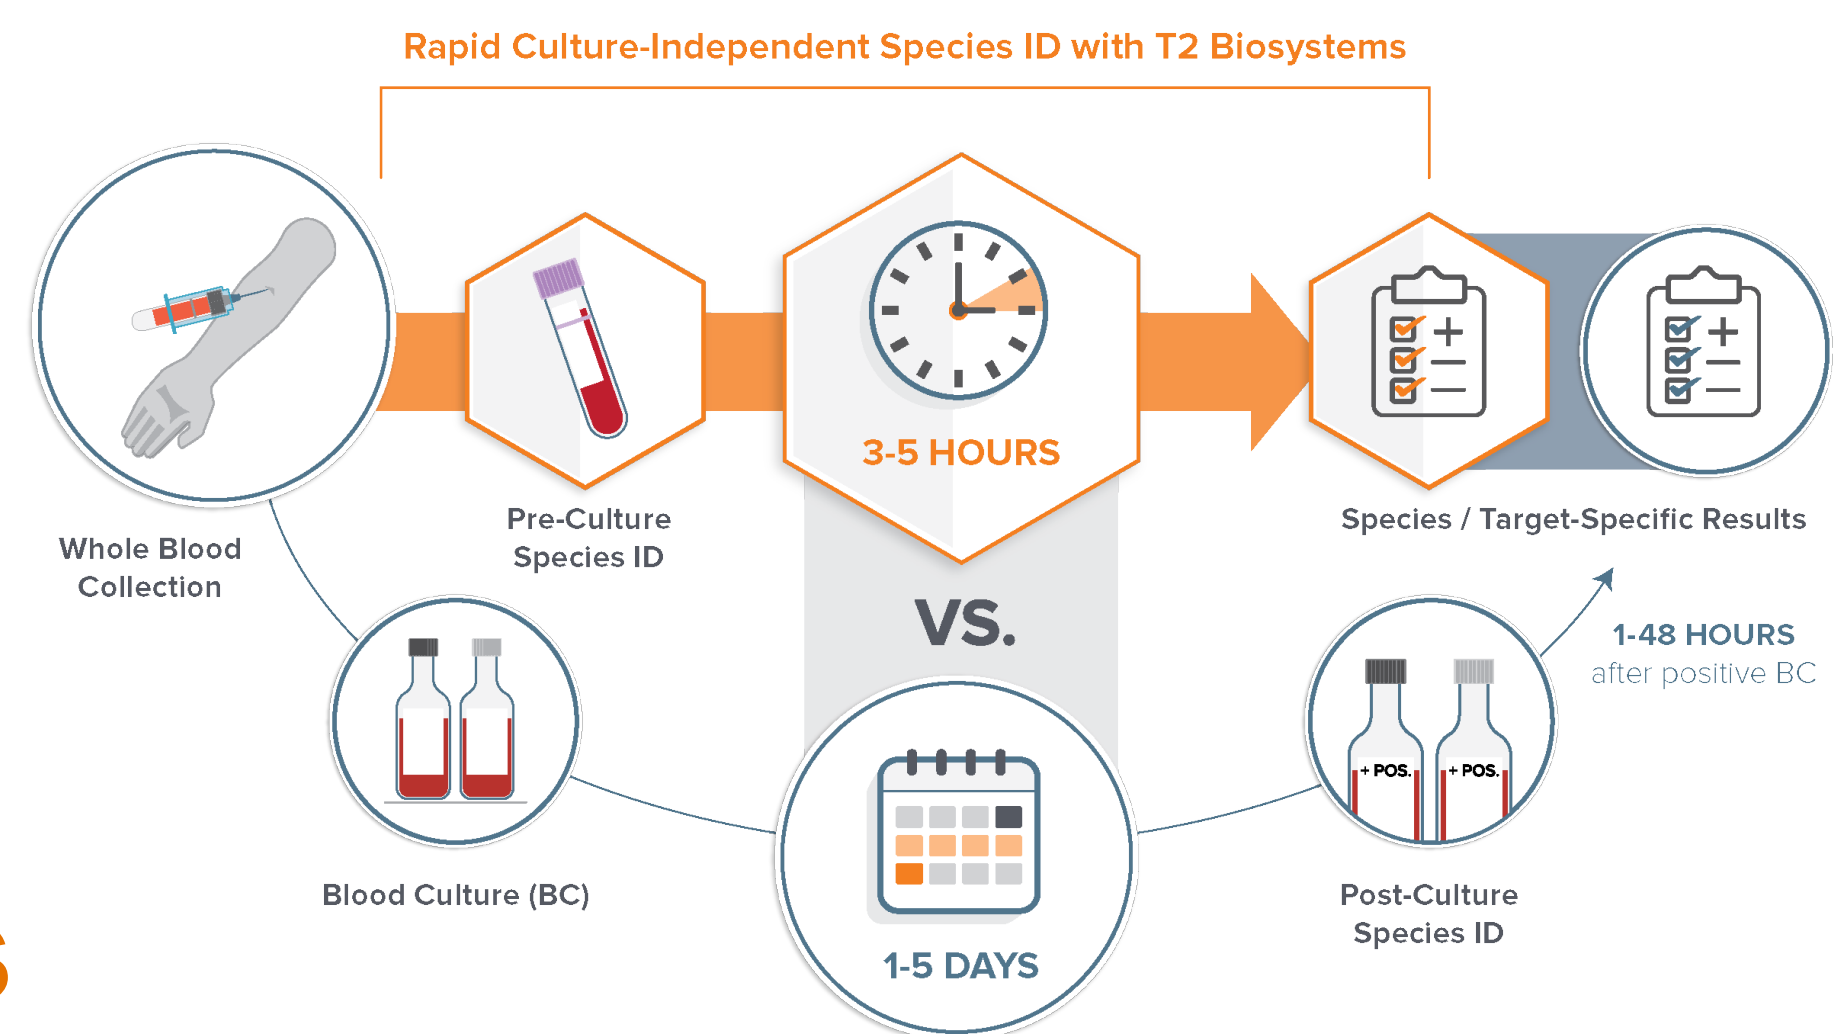 Rapid Culture-Independent Species ID with T2 Biosystems
3-5 HOURS
Pre-Culture
Species ID
Species / Target-Specific Results
Whole Blood
Collection
VS.
1-48 HOURS
after positive BC
+ POS.
+ POS.
Blood Culture (BC)
Post-Culture
Species ID
1-5 DAYS